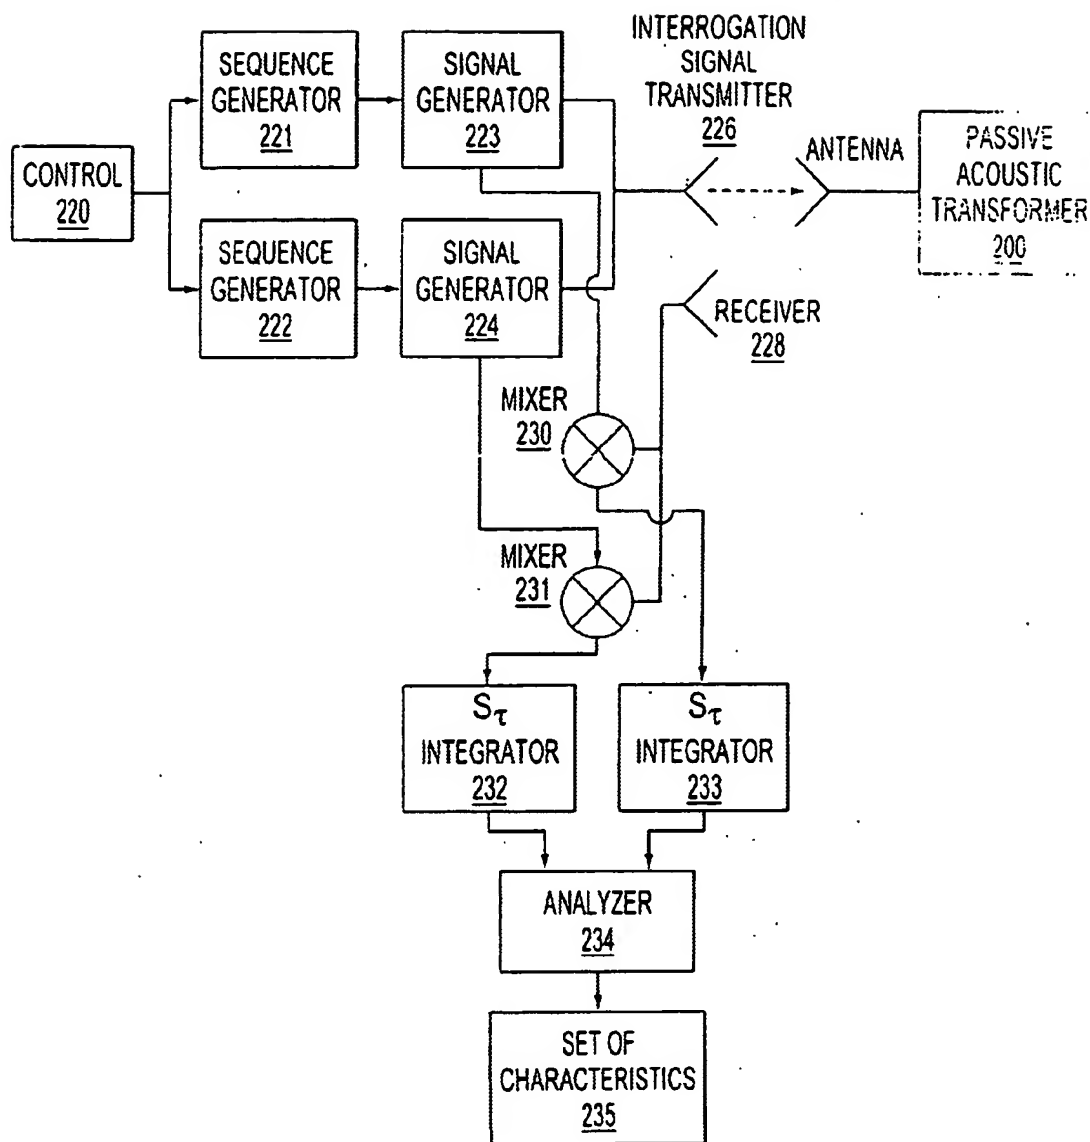 SEQUENCE
GENERATOR
221
SIGNAL
GENERATOR
223
INTERROGATION
SIGNAL
TRANSMITTER
226
ANTENNA
PASSIVE
ACOUSTIC
TRANSFORMER
200
CONTROL
220
SEQUENCE
GENERATOR
222
SIGNAL
GENERATOR
224
RECEIVER
228
MIXER
230
MIXER
231
Sτ
INTEGRATOR
232
Sτ
INTEGRATOR
233
ANALYZER
234
SET OF
CHARACTERISTICS
235